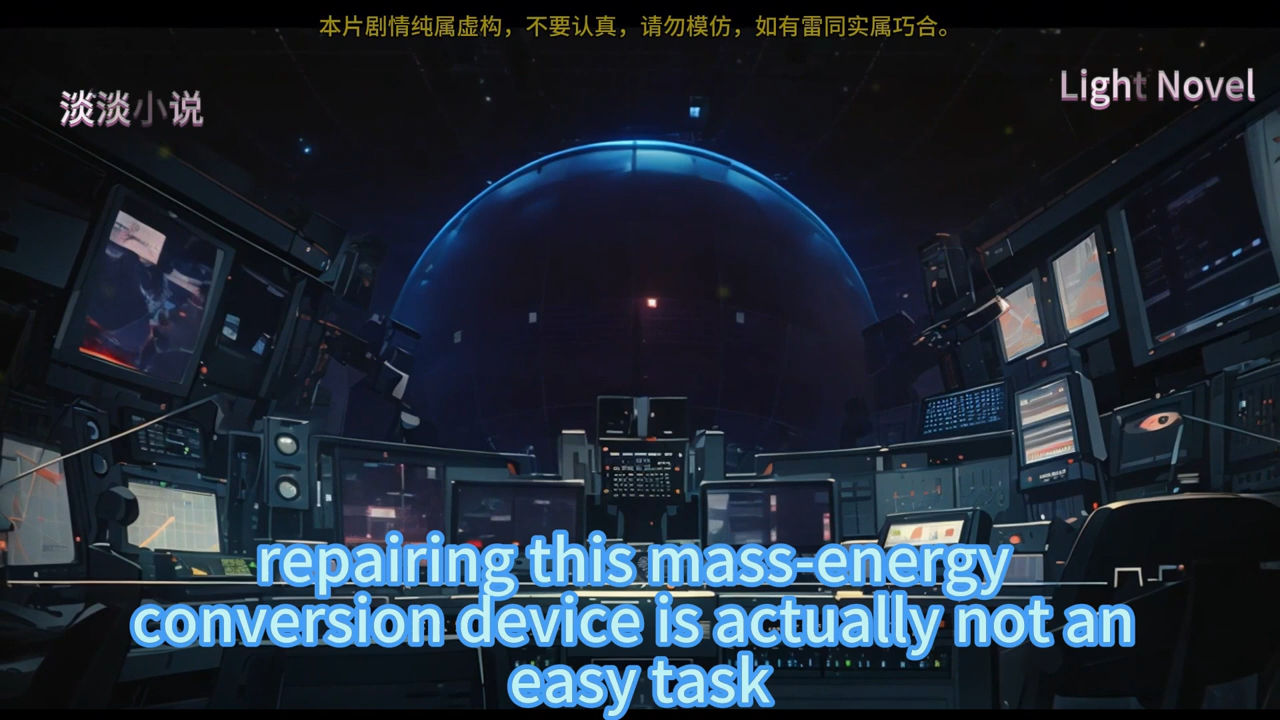 本片剧情纯属虚构，不要认真，请勿模仿，如有雷同实属巧合。
淡淡小说
Light Novel
repairing this mass-energy
conversion device is actually not an
easy task